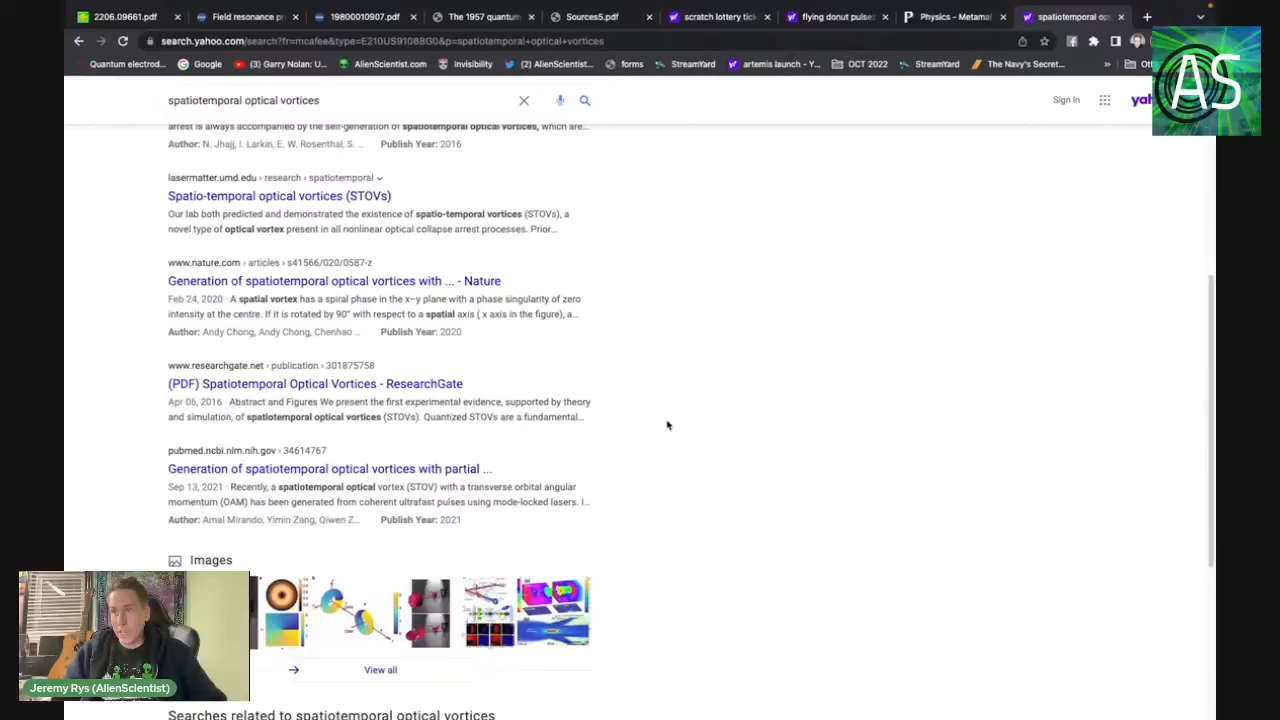 2206.09661.pdf
Field resonance pr
19800010907.pdf
The 1957 quantum
Sources5.pdf
scratch lottery tick
flying donut pulses
Physics - Metamat
spatiotemporal opt
search.yahoo.com/search?fr=mcafee&type=E210US91088G0&p=spatiotemporal+optical+vortices
Quantum electrod...
Google
(3) Garry Nolan: U...
AlienScientist.com
Invisibility
(2) AlienScientist...
forms
StreamYard
artemis launch - Y...
OCT 2022
StreamYard
The Navy's Secret...
»
AS
spatiotemporal optical vortices
Sign In
arrest is always accompanied by the self-generation of spatiotemporal optical vortices, which are...
Author: N. Jhajj, I. Larkin, E. W. Rosenthal, S. ... Publish Year: 2016
lasermatter.umd.edu › research › spatiotemporal
Spatio-temporal optical vortices (STOVs)
Our lab both predicted and demonstrated the existence of spatio-temporal vortices (STOVs), a
novel type of optical vortex present in all nonlinear optical collapse arrest processes. Prior...
www.nature.com › articles › s41566/020/0587-z
Generation of spatiotemporal optical vortices with ... - Nature
Feb 24, 2020 · A spatial vortex has a spiral phase in the x–y plane with a phase singularity of zero
intensity at the centre. If it is rotated by 90° with respect to a spatial axis ( x axis in the figure), a...
Author: Andy Chong, Andy Chong, Chenhao ... Publish Year: 2020
www.researchgate.net › publication › 301875758
(PDF) Spatiotemporal Optical Vortices - ResearchGate
Apr 06, 2016 · Abstract and Figures We present the first experimental evidence, supported by theory
and simulation, of spatiotemporal optical vortices (STOVs). Quantized STOVs are a fundamental...
pubmed.ncbi.nlm.nih.gov › 34614767
Generation of spatiotemporal optical vortices with partial ...
Sep 13, 2021 · Recently, a spatiotemporal optical vortex (STOV) with a transverse orbital angular
momentum (OAM) has been generated from coherent ultrafast pulses using mode-locked lasers. I...
Author: Amal Mirando, Yimin Zang, Qiwen Z... Publish Year: 2021
Images
View all
Jeremy Rys (AlienScientist)
Searches related to spatiotemporal optical vortices